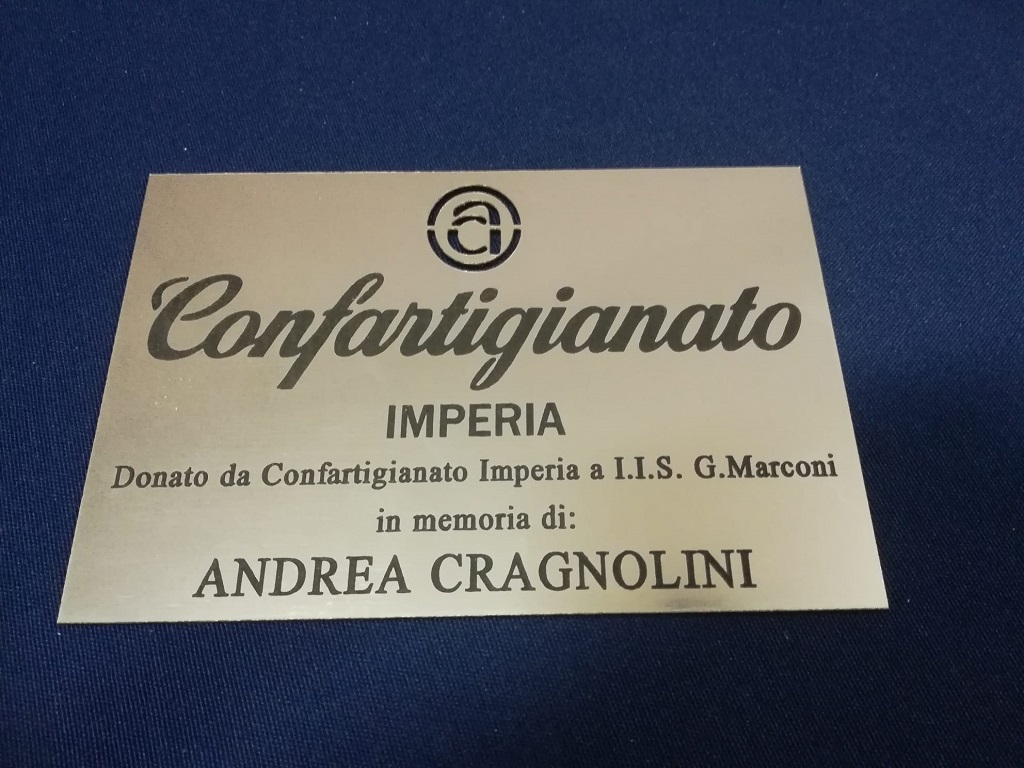 Confartigianato
IMPERIA
Donato da Confartigianato Imperia a I.I.S. G.Marconi
in memoria di:
ANDREA CRAGNOLINI